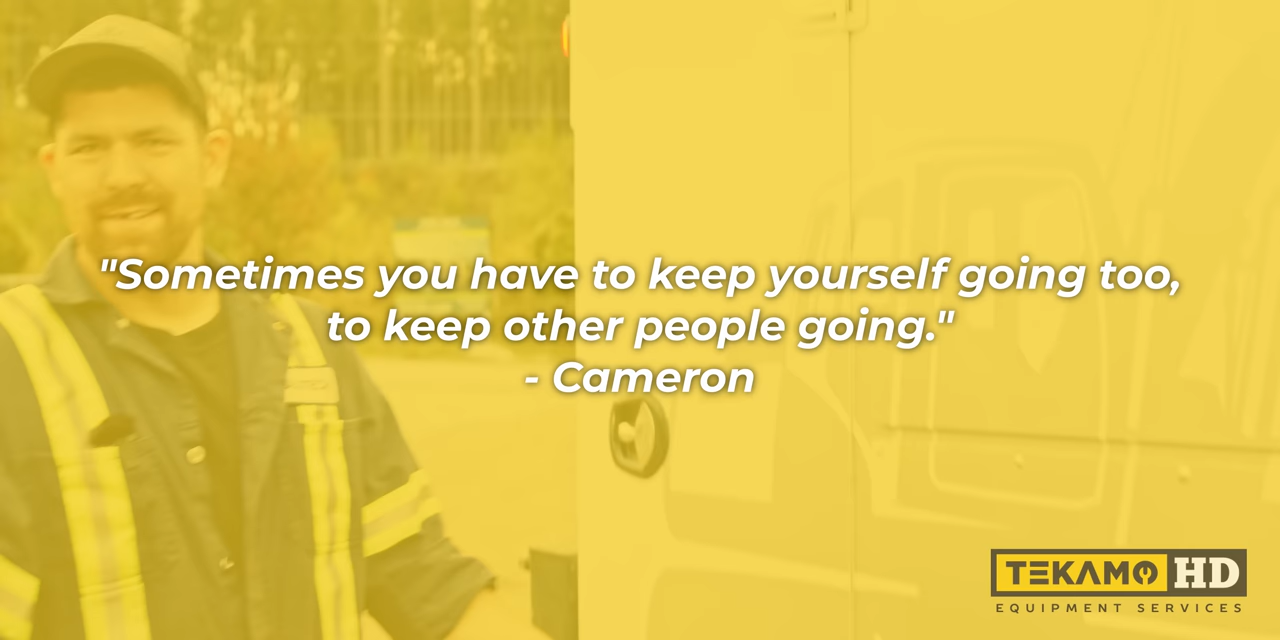 "Sometimes you have to keep yourself going too,
to keep other people going."
- Cameron
TEKAMO HD
EQUIPMENT SERVICES